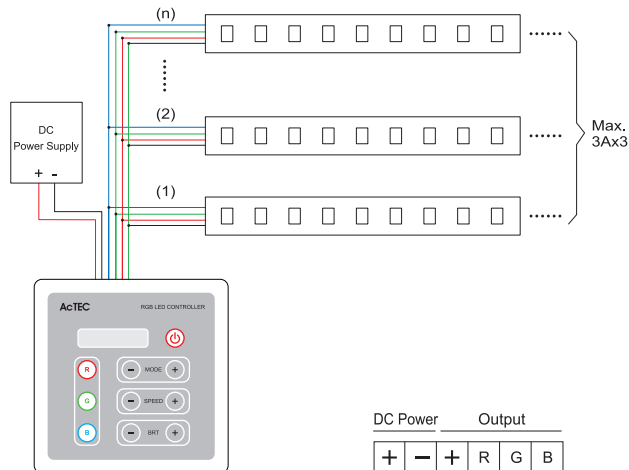 (n)
(2)
DC
Power Supply
+ -
Max.
3Ax3
(1)
AcTEC RGB LED CONTROLLER
R - MODE +
G - SPEED +
B - BRT +
DC Power Output
+ - + R G B